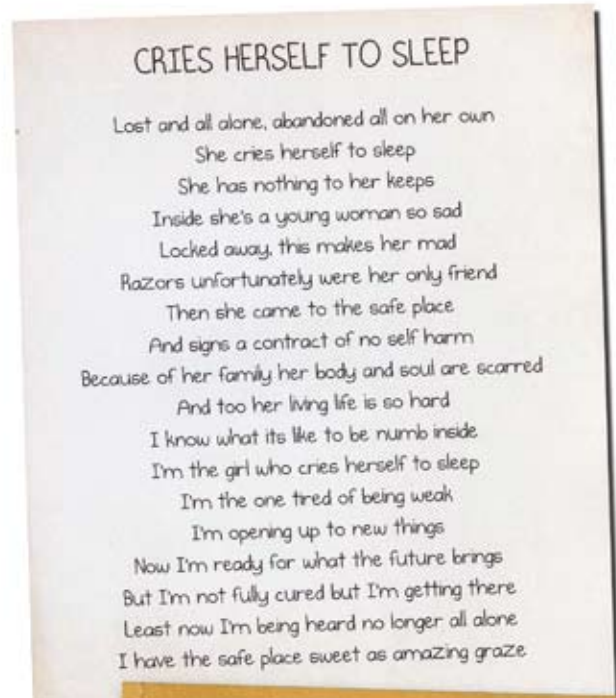 CRIES HERSELF TO SLEEP
Lost and all alone, abandoned all on her own
She cries herself to sleep
She has nothing to her keeps
Inside she's a young woman so sad
Locked away, this makes her mad
Razors unfortunately were her only friend
Then she came to the safe place
And signs a contract of no self harm
Because of her family her body and soul are scarred
And too her living life is so hard
I know what its like to be numb inside
I'm the girl who cries herself to sleep
I'm the one tired of being weak
I'm opening up to new things
Now I'm ready for what the future brings
But I'm not fully cured but I'm getting there
Least now I'm being heard no longer all alone
I have the safe place sweet as amazing graze